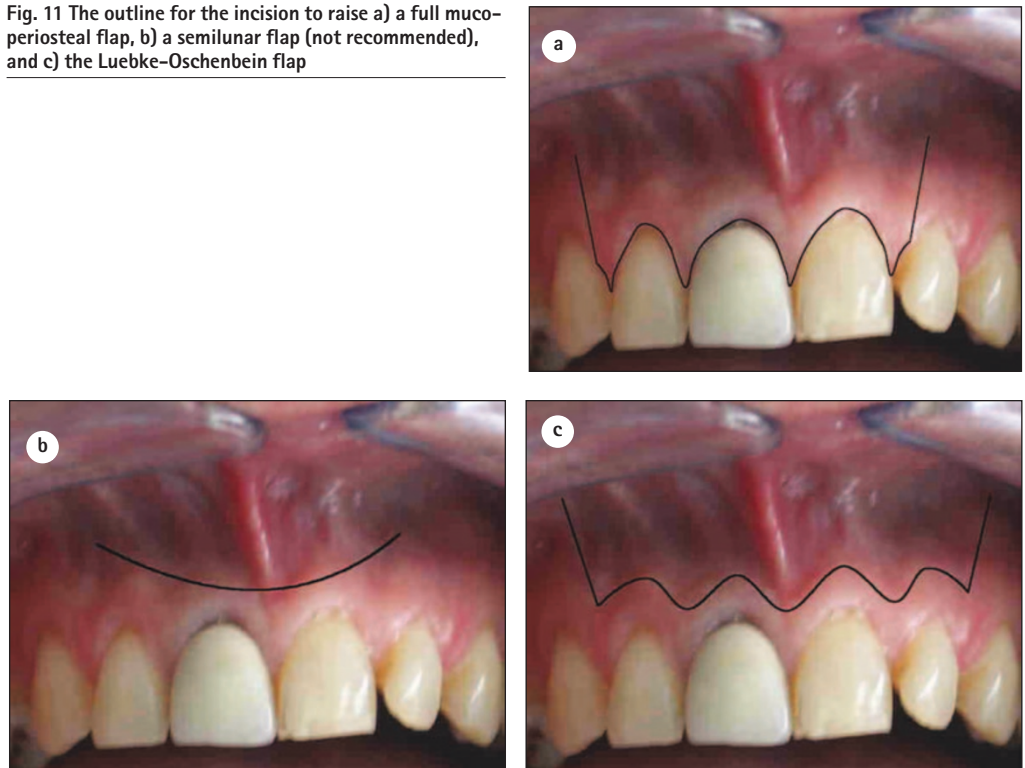 Fig. 11 The outline for the incision to raise a) a full muco-
periosteal flap, b) a semilunar flap (not recommended),
and c) the Luebke-Oschenbein flap
a
b
c